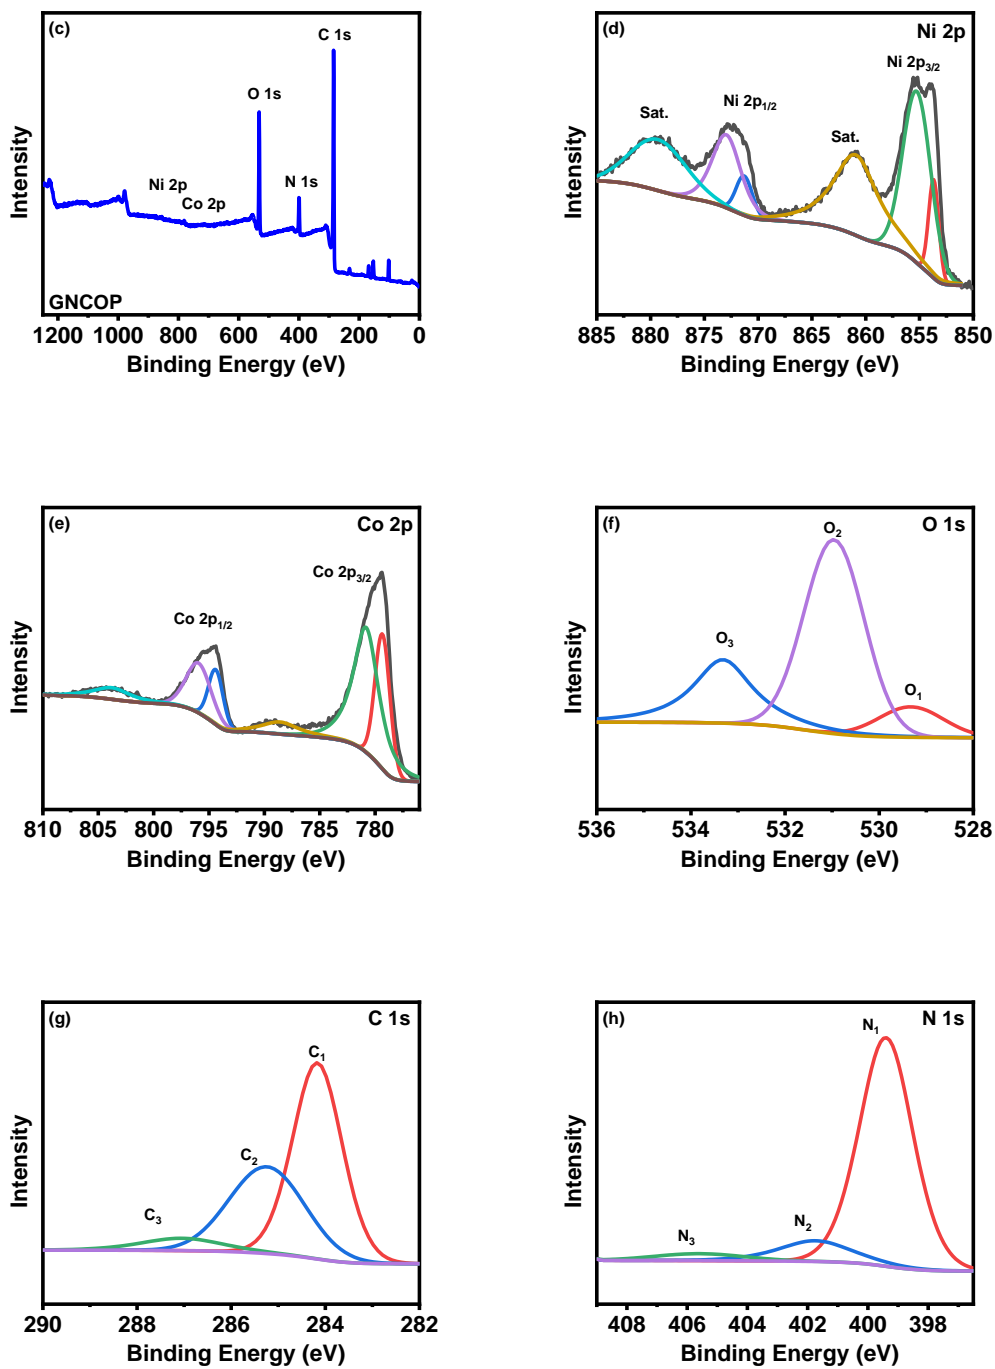 (c)
C 1s
O 1s
N 1s
Ni 2p
Co 2p
GNCOP
Intensity
1200 1000 800 600 400 200 0
Binding Energy (eV)
(d)
Ni 2p
Ni 2p3/2
Sat.
Ni 2p1/2
Sat.
Intensity
885 880 875 870 865 860 855 850
Binding Energy (eV)
(e)
Co 2p
Co 2p3/2
Co 2p1/2
Intensity
810 805 800 795 790 785 780
Binding Energy (eV)
(f)
O 1s
O2
O3
O1
Intensity
536 534 532 530 528
Binding Energy (eV)
(g)
C 1s
C1
C2
C3
Intensity
290 288 286 284 282
Binding Energy (eV)
(h)
N 1s
N1
N2
N3
Intensity
408 406 404 402 400 398
Binding Energy (eV)